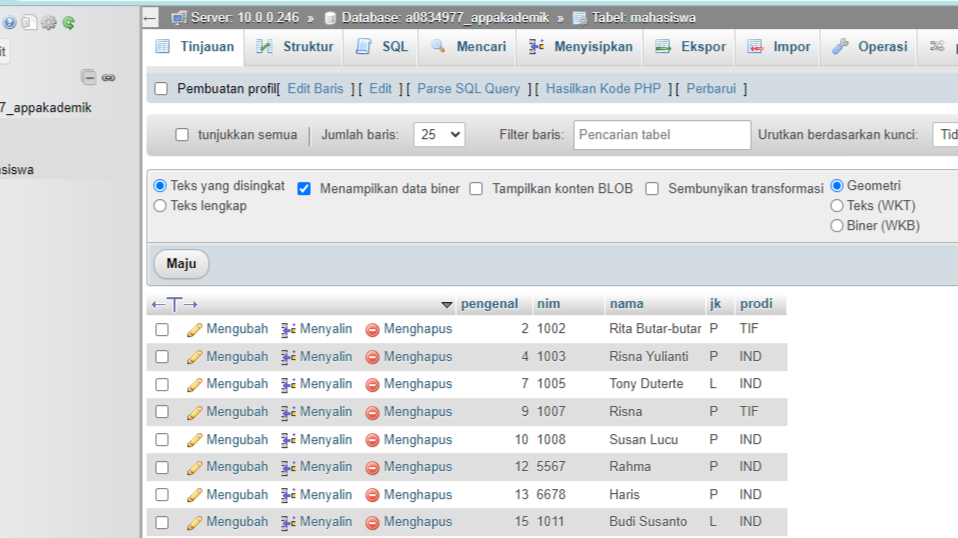 Server: 10.0.0.246 » Database: a0834977_appakademik » Tabel: mahasiswa
Tinjauan Struktur SQL Mencari Menyisipkan Ekspor Impor Operasi
Pembuatan profil[ Edit Baris ] [ Edit ] [ Parse SQL Query ] [ Hasilkan Kode PHP ] [ Perbarui ]
7_appakademik
siswa
tunjukkan semua | Jumlah baris: 25 Filter baris: Pencarian tabel Urutkan berdasarkan kunci: Tid
Teks yang disingkat Menampilkan data biner Tampilkan konten BLOB Sembunyikan transformasi Geometri
Teks lengkap Teks (WKT)
Biner (WKB)
Maju
←T→ pengenal nim nama jk prodi
Mengubah Menyalin Menghapus 2 1002 Rita Butar-butar P TIF
Mengubah Menyalin Menghapus 4 1003 Risna Yulianti P IND
Mengubah Menyalin Menghapus 7 1005 Tony Duterte L IND
Mengubah Menyalin Menghapus 9 1007 Risna P TIF
Mengubah Menyalin Menghapus 10 1008 Susan Lucu P IND
Mengubah Menyalin Menghapus 12 5567 Rahma P IND
Mengubah Menyalin Menghapus 13 6678 Haris P IND
Mengubah Menyalin Menghapus 15 1011 Budi Susanto L IND